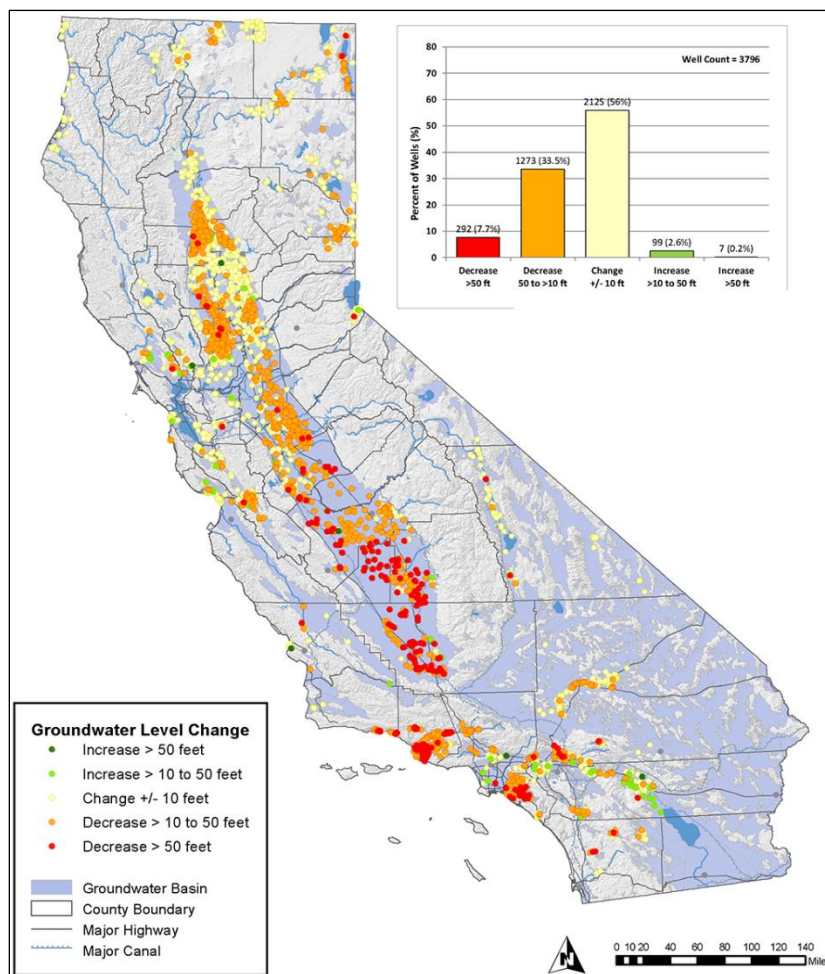 Well Count = 3796
Percent of Wells (%)
80
70
60
50
40
30
20
10
0
292 (7.7%)
1273 (33.5%)
2125 (56%)
99 (2.6%)
7 (0.2%)
Decrease
>50 ft
Decrease
50 to >10 ft
Change
+/- 10 ft
Increase
>10 to 50 ft
Increase
>50 ft
Groundwater Level Change
Increase > 50 feet
Increase > 10 to 50 feet
Change +/- 10 feet
Decrease > 10 to 50 feet
Decrease > 50 feet
Groundwater Basin
County Boundary
Major Highway
Major Canal
N
0 10 20 40 60 80 100 120 140
Mile